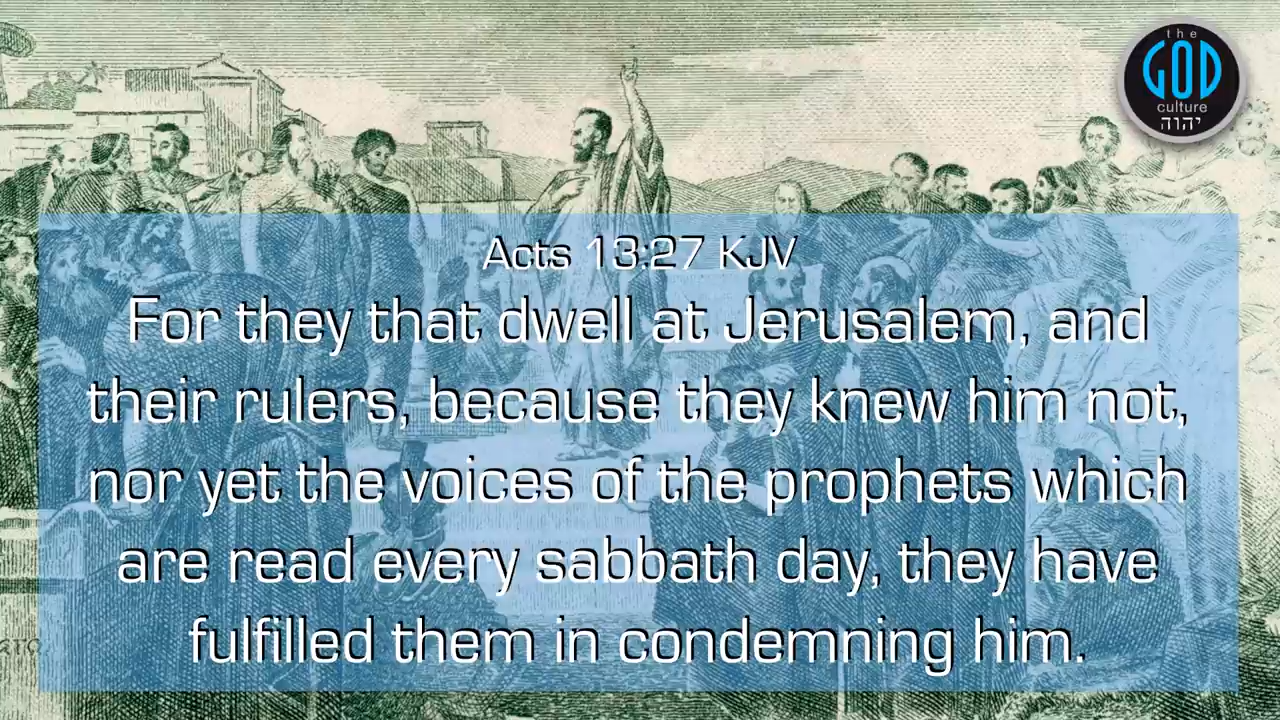 the
GOD
culture
יהוה
Acts 13:27 KJV
For they that dwell at Jerusalem, and
their rulers, because they knew him not,
nor yet the voices of the prophets which
are read every sabbath day, they have
fulfilled them in condemning him.